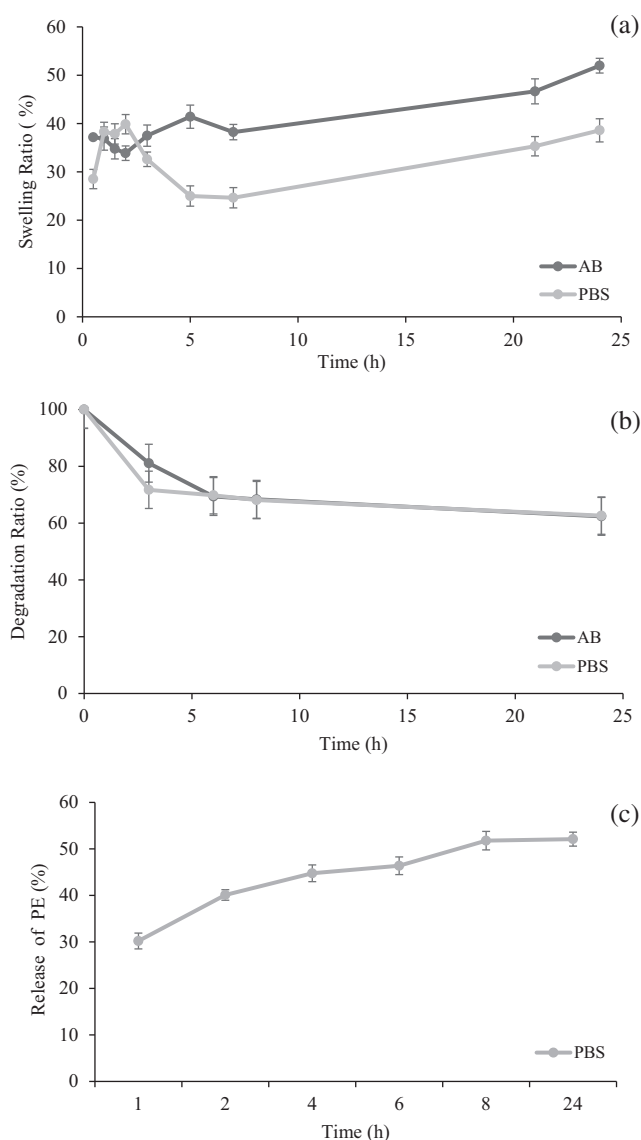 (a)
60
50
40
30
20
10
0
Swelling Ratio ( %)
AB
PBS
0 5 10 15 20 25
Time (h)
(b)
100
80
60
40
20
0
Degradation Ratio (%)
AB
PBS
0 5 10 15 20 25
Time (h)
(c)
60
50
40
30
20
10
0
Release of PE (%)
PBS
1 2 4 6 8 24
Time (h)